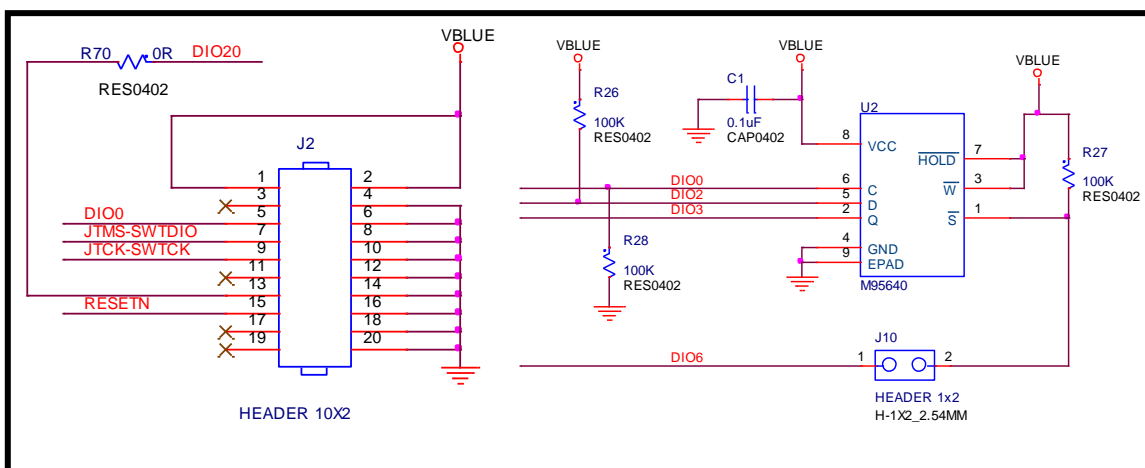 R70 0R DIO20
RES0402
VBLUE
J2
1 2
3 4
5 6
7 8
9 10
11 12
13 14
15 16
17 18
19 20
DIO0
JTMS-SWTDIO
JTCK-SWTCK
RESETN
HEADER 10X2
VBLUE
R26
100K
RES0402
C1
0.1uF
CAP0402
VBLUE
U2
8 VCC
HOLD 7
6 C
W 3
5 D
2 Q
S 1
4 GND
9 EPAD
M95640
VBLUE
R27
100K
RES0402
DIO0
DIO2
DIO3
R28
100K
RES0402
DIO6
J10
1 2
HEADER 1x2
H-1X2_2.54MM